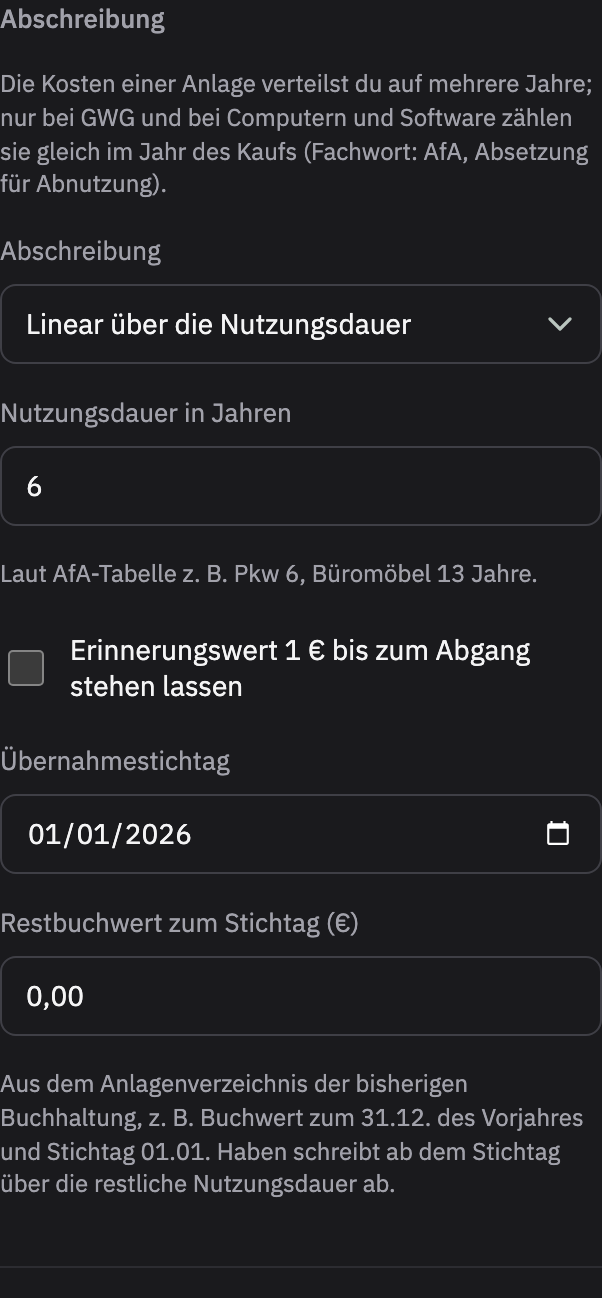 Abschreibung
Die Kosten einer Anlage verteilst du auf mehrere Jahre;
nur bei GWG und bei Computern und Software zählen
sie gleich im Jahr des Kaufs (Fachwort: AfA, Absetzung
für Abnutzung).
Abschreibung
Linear über die Nutzungsdauer
Nutzungsdauer in Jahren
6
Laut AfA-Tabelle z. B. Pkw 6, Büromöbel 13 Jahre.
Erinnerungswert 1 € bis zum Abgang
stehen lassen
Übernahmestichtag
01/01/2026
Restbuchwert zum Stichtag (€)
0,00
Aus dem Anlagenverzeichnis der bisherigen
Buchhaltung, z. B. Buchwert zum 31.12. des Vorjahres
und Stichtag 01.01. Haben schreibt ab dem Stichtag
über die restliche Nutzungsdauer ab.